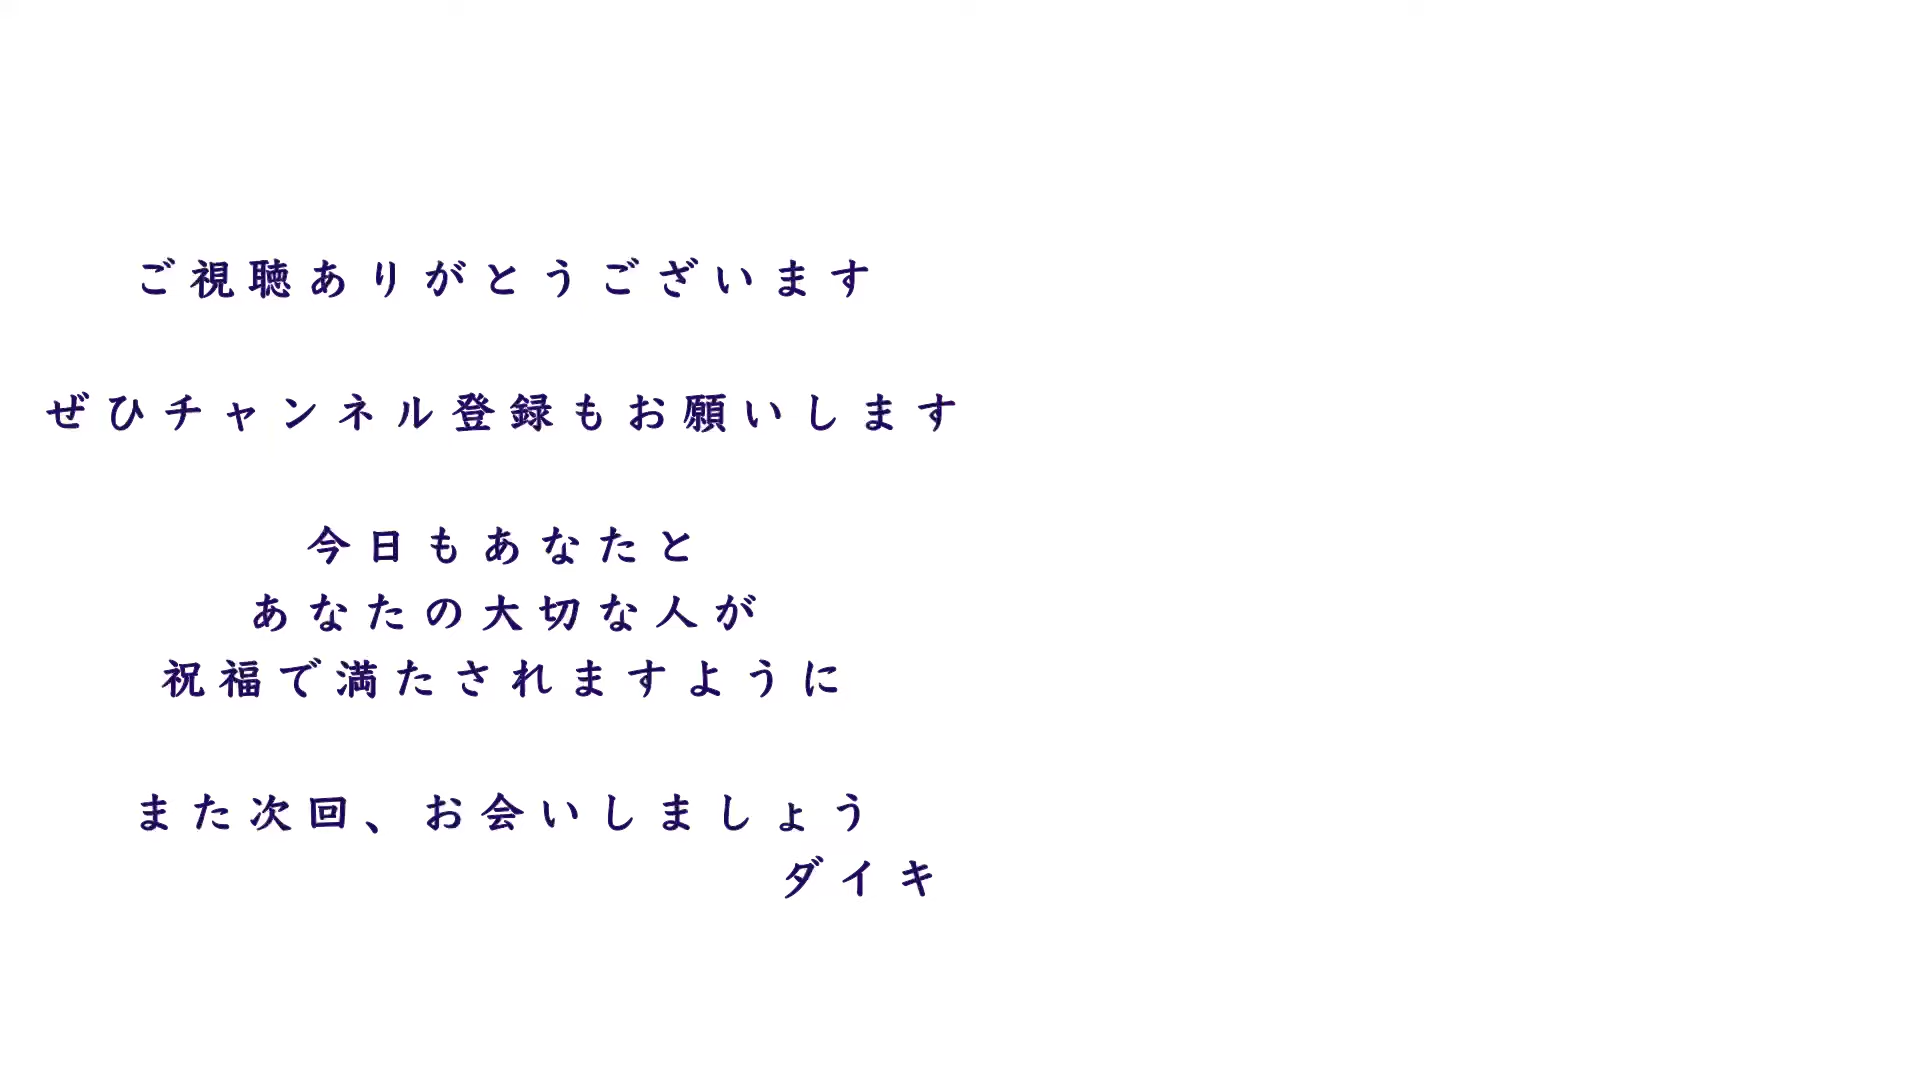 ご視聴ありがとうございます
ぜひチャンネル登録もお願いします
今日もあなたと
あなたの大切な人が
祝福で満たされますように
また次回、お会いしましょう
ダイキ